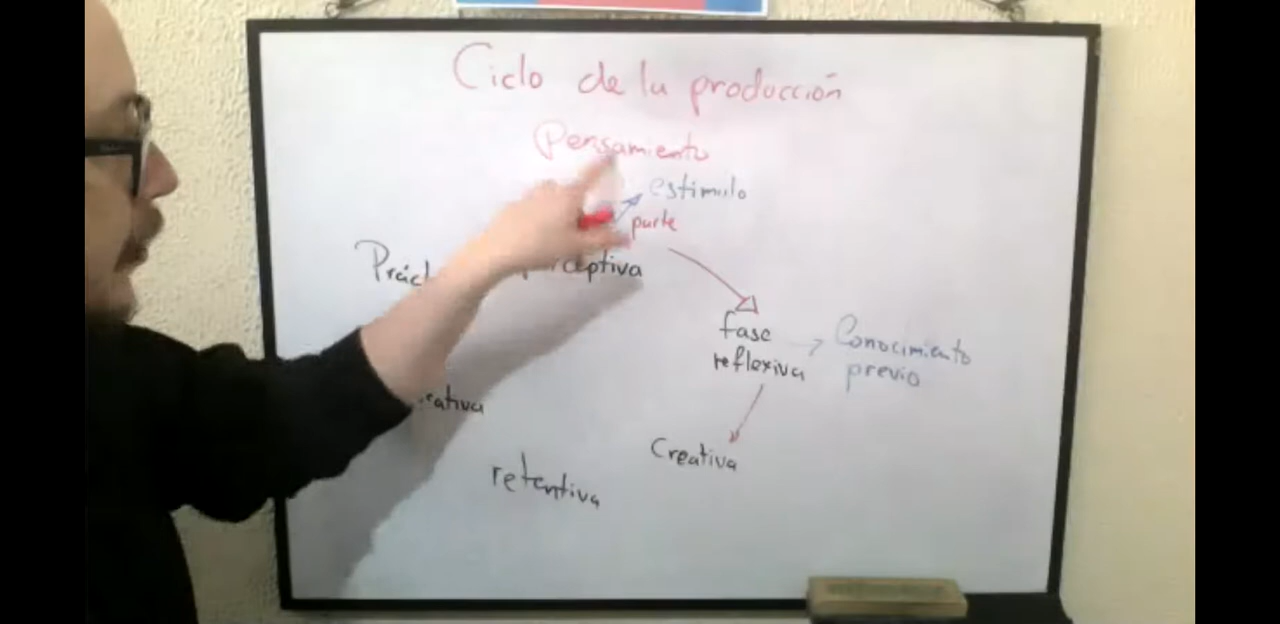 Ciclo de la producción
Pensamiento
estimulo
parte
fase
reflexiva
Conocimiento
previo
Creativa
retentiva